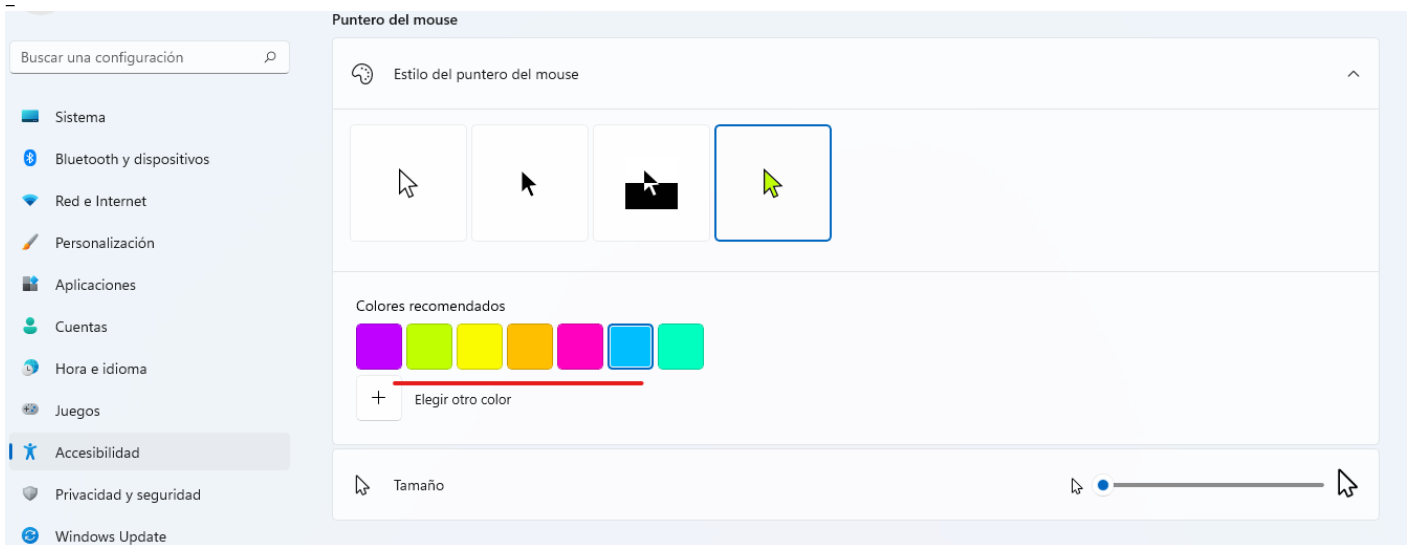 Puntero del mouse
Buscar una configuración
Estilo del puntero del mouse
Sistema
Bluetooth y dispositivos
Red e Internet
Personalización
Aplicaciones
Cuentas
Hora e idioma
Juegos
Accesibilidad
Privacidad y seguridad
Windows Update
Colores recomendados
Elegir otro color
Tamaño